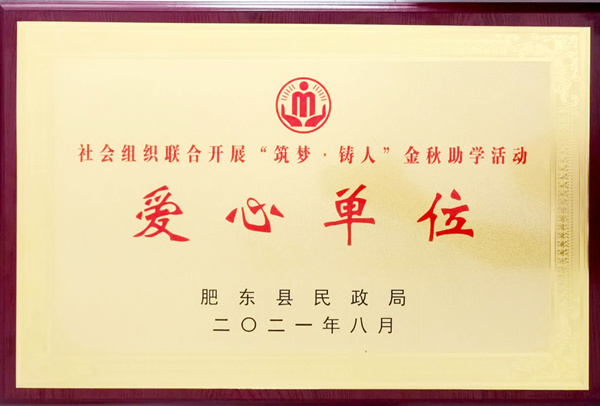 社会组织联合开展“筑梦·铸人”金秋助学活动
爱心单位
肥东县民政局
二〇二一年八月